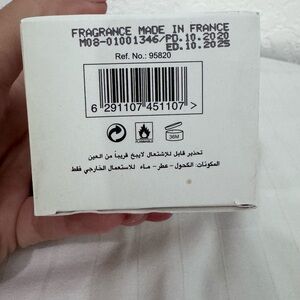 FRAGRANCE MADE IN FRANCE
M08-01001346/PD.10.2020
ED.10.2025
Ref. No.: 95820
6 291107 451107 >
FLAMMABLE
36M
تحذير قابل للاشتعال لايبخ قريباً من العين
المكونات الكحول - عطر - ماء للاستعمال الخارجي فقط